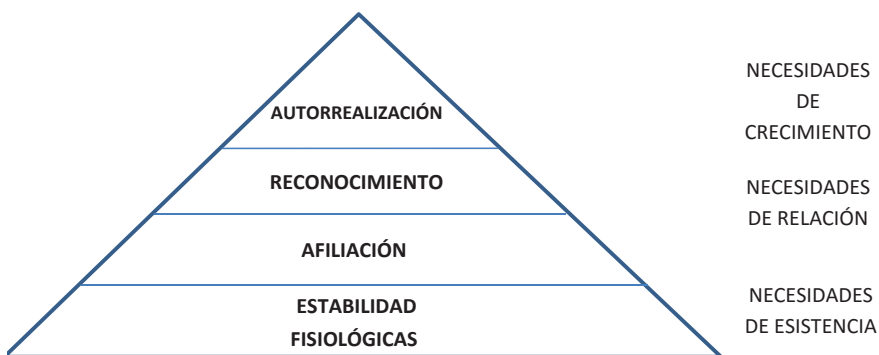 AUTORREALIZACIÓN
RECONOCIMIENTO
AFILIACIÓN
ESTABILIDAD
FISIOLÓGICAS
NECESIDADES
DE
CRECIMIENTO
NECESIDADES
DE RELACIÓN
NECESIDADES
DE ESISTENCIA